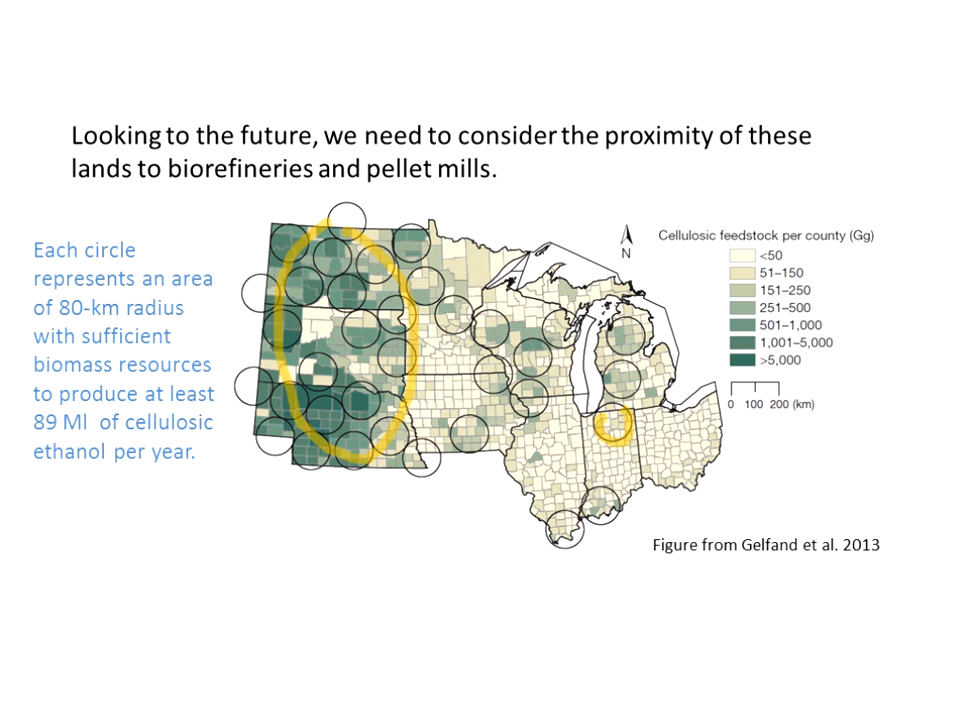 Looking to the future, we need to consider the proximity of these
lands to biorefineries and pellet mills.
Each circle
represents an area
of 80-km radius
with sufficient
biomass resources
to produce at least
89 Ml of cellulosic
ethanol per year.
N
Cellulosic feedstock per county (Gg)
<50
51–150
151–250
251–500
501–1,000
1,001–5,000
>5,000
0 100 200 (km)
Figure from Gelfand et al. 2013